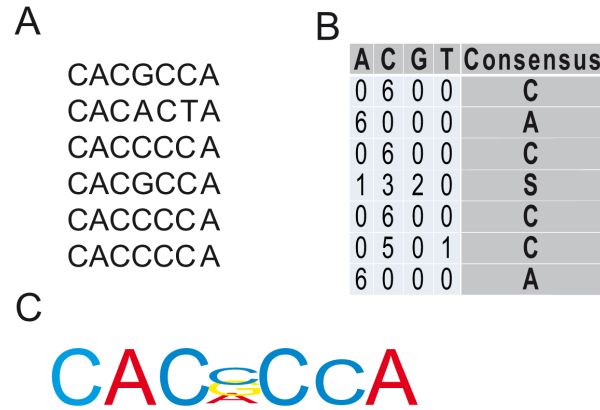 A
CACGCCA
CACACTA
CACCCCA
CACGCCA
CACCCCA
CACCCCA
B
A C G T Consensus
0 6 0 0 C
6 0 0 0 A
0 6 0 0 C
1 3 2 0 S
0 6 0 0 C
0 5 0 1 C
6 0 0 0 A
C
CACCCCA
G
A